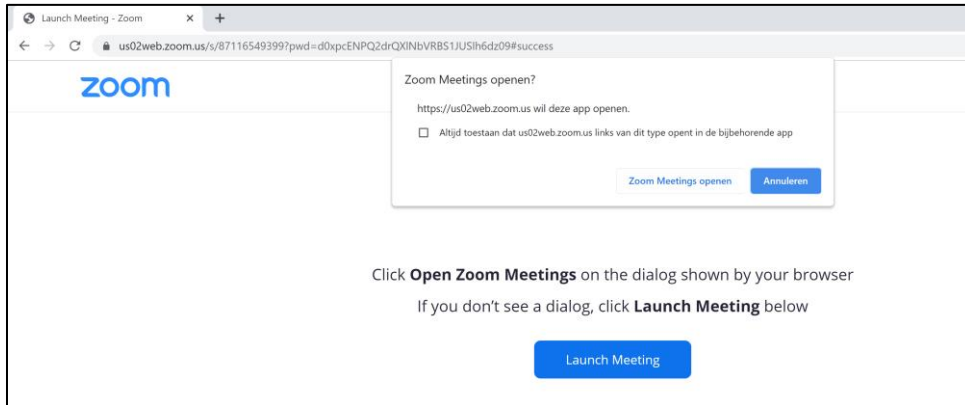 Launch Meeting - Zoom
us02web.zoom.us/s/87116549399?pwd=d0xpcENPQ2drQXlNbVRBS1JUSlh6dz09#success
zoom
Zoom Meetings openen?
https://us02web.zoom.us wil deze app openen.
Altijd toestaan dat us02web.zoom.us links van dit type opent in de bijbehorende app
Zoom Meetings openen Annuleren
Click Open Zoom Meetings on the dialog shown by your browser
If you don't see a dialog, click Launch Meeting below
Launch Meeting